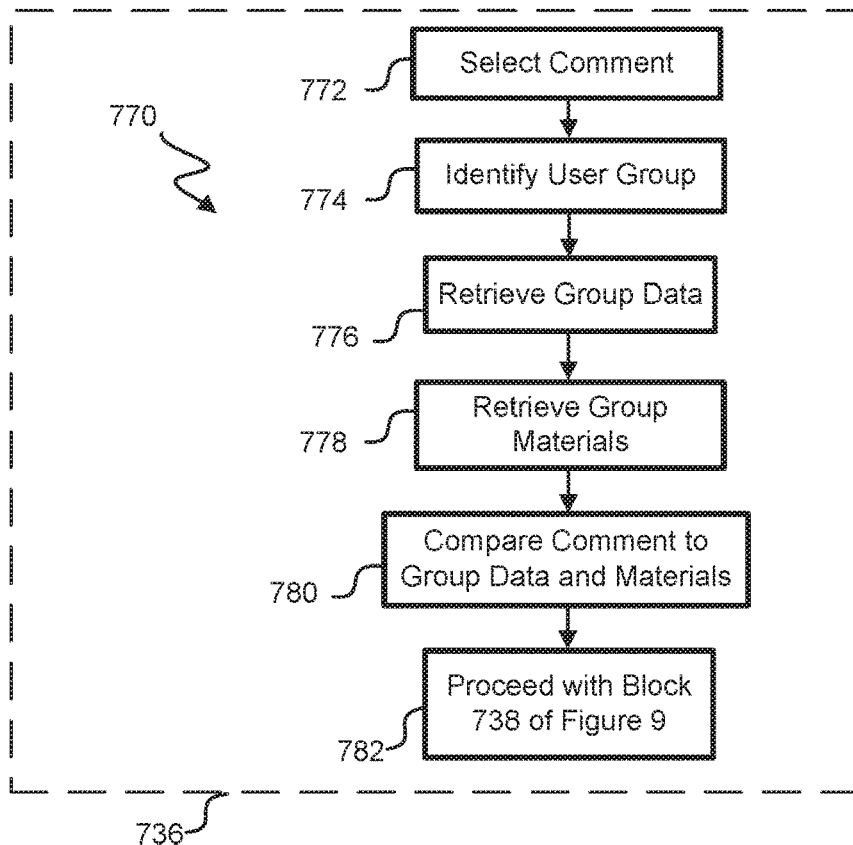 Select Comment
772
770
Identify User Group
774
Retrieve Group Data
776
Retrieve Group
Materials
778
Compare Comment to
Group Data and Materials
780
Proceed with Block
738 of Figure 9
782
736